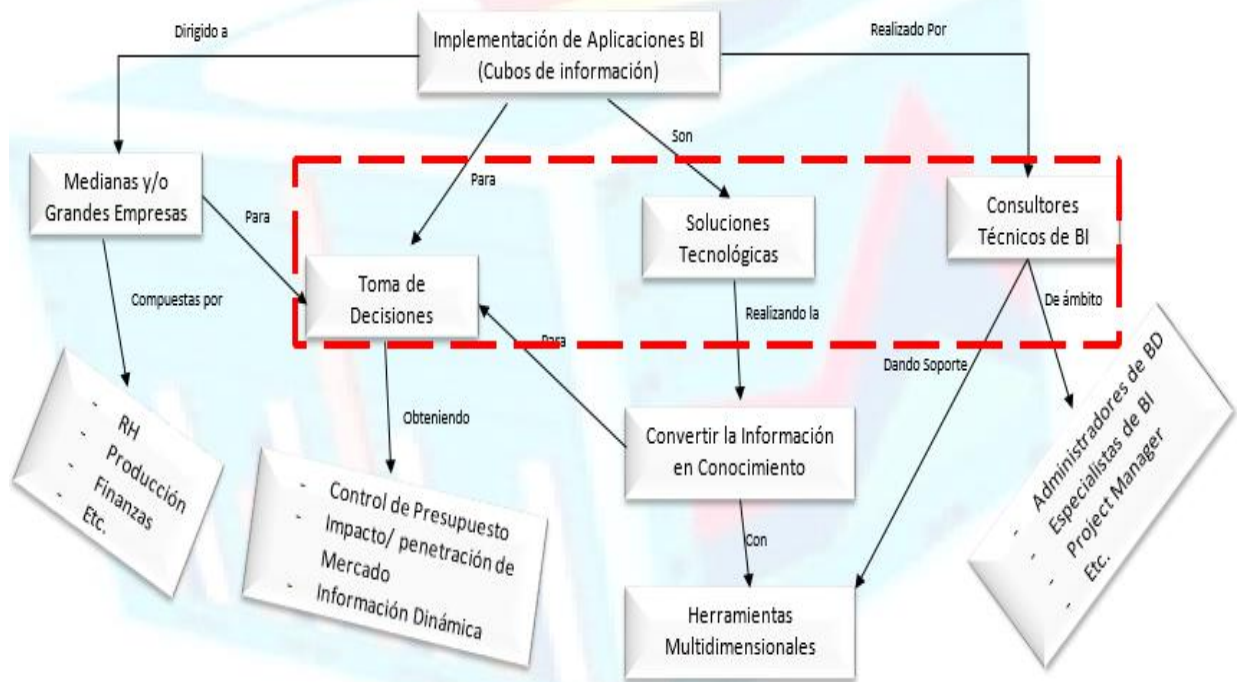 Dirigido a
Implementación de Aplicaciones BI
(Cubos de información)
Realizado Por
Son
Medianas y/o
Grandes Empresas
Para
Para
Soluciones
Tecnológicas
Consultores
Técnicos de BI
Compuestas por
Toma de
Decisiones
Realizando la
De ámbito
Para
Dando Soporte
- RH
- Producción
- Finanzas
- Etc.
Obteniendo
Convertir la Información
en Conocimiento
- Administradores de BD
- Especialistas de BI
- Project Manager
- Etc.
- Control de Presupuesto
- Impacto/ penetración de
Mercado
- Información Dinámica
Con
Herramientas
Multidimensionales